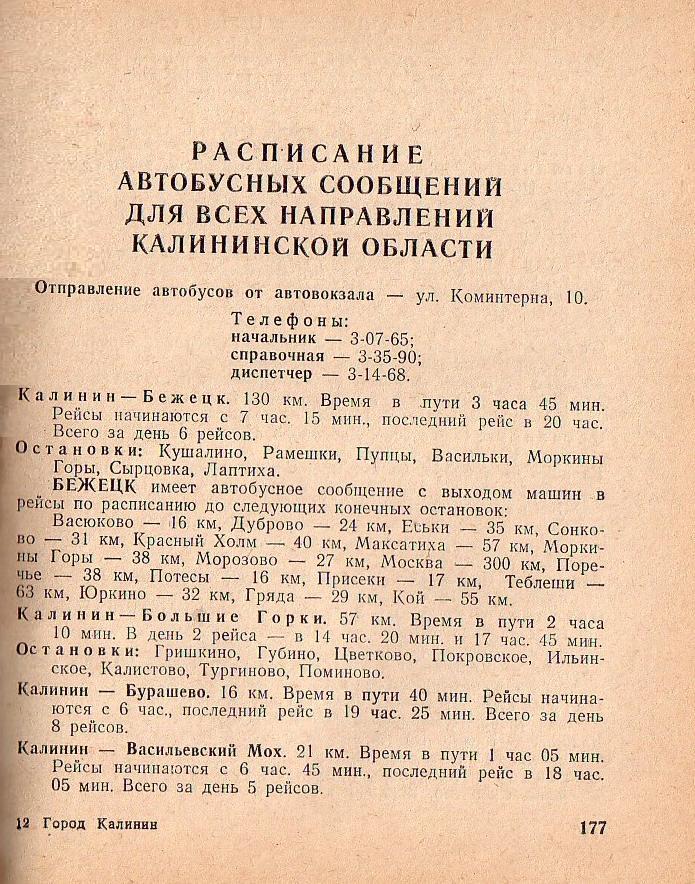 РАСПИСАНИЕ
АВТОБУСНЫХ СООБЩЕНИЙ
ДЛЯ ВСЕХ НАПРАВЛЕНИЙ
КАЛИНИНСКОЙ ОБЛАСТИ
Отправление автобусов от автовокзала — ул. Коминтерна, 10.
Телефоны:
начальник — 3-07-65;
справочная — 3-35-90;
диспетчер — 3-14-68.
Калинин — Бежецк. 130 км. Время в пути 3 часа 45 мин.
Рейсы начинаются с 7 час. 15 мин., последний рейс в 20 час.
Всего за день 6 рейсов.
Остановки: Кушалино, Рамешки, Пупцы, Васильки, Моркины
Горы, Сырцовка, Лаптиха.
БЕЖЕЦК имеет автобусное сообщение с выходом машин в
рейсы по расписанию до следующих конечных остановок:
Васюково — 16 км, Дуброво — 24 км, Еськи — 35 км, Сонко-
во — 31 км, Красный Холм — 40 км, Максатиха — 57 км, Морки-
ны Горы — 38 км, Морозово — 27 км, Москва — 300 км, Поре-
чье — 38 км, Потесы — 16 км, Присеки — 17 км, Теблеши —
63 км, Юркино — 32 км, Гряда — 29 км, Кой — 55 км.
Калинин — Большие Горки. 57 км. Время в пути 2 часа
10 мин. В день 2 рейса — в 14 час. 20 мин. и 17 час. 45 мин.
Остановки: Гришкино, Губино, Цветково, Покровское, Ильин-
ское, Калистово, Тургиново, Поминово.
Калинин — Бурашево. 16 км. Время в пути 40 мин. Рейсы начина-
ются с 6 час., последний рейс в 19 час. 25 мин. Всего за день
8 рейсов.
Калинин — Васильевский Мох. 21 км. Время в пути 1 час 05 мин.
Рейсы начинаются с 6 час. 45 мин., последний рейс в 18 час.
05 мин. Всего за день 5 рейсов.
12 Город Калинин 177